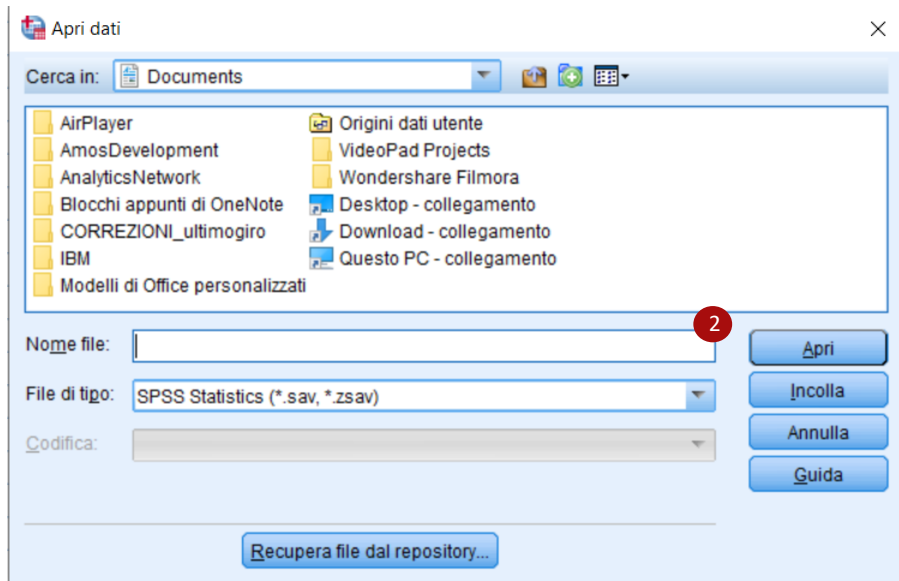 Apri dati
Cerca in: Documents
AirPlayer
AmosDevelopment
AnalyticsNetwork
Blocchi appunti di OneNote
CORREZIONI_ultimogiro
IBM
Modelli di Office personalizzati
Origini dati utente
VideoPad Projects
Wondershare Filmora
Desktop - collegamento
Download - collegamento
Questo PC - collegamento
2
Nome file:
Apri
File di tipo: SPSS Statistics (*.sav, *.zsav)
Incolla
Codifica:
Annulla
Guida
Recupera file dal repository...